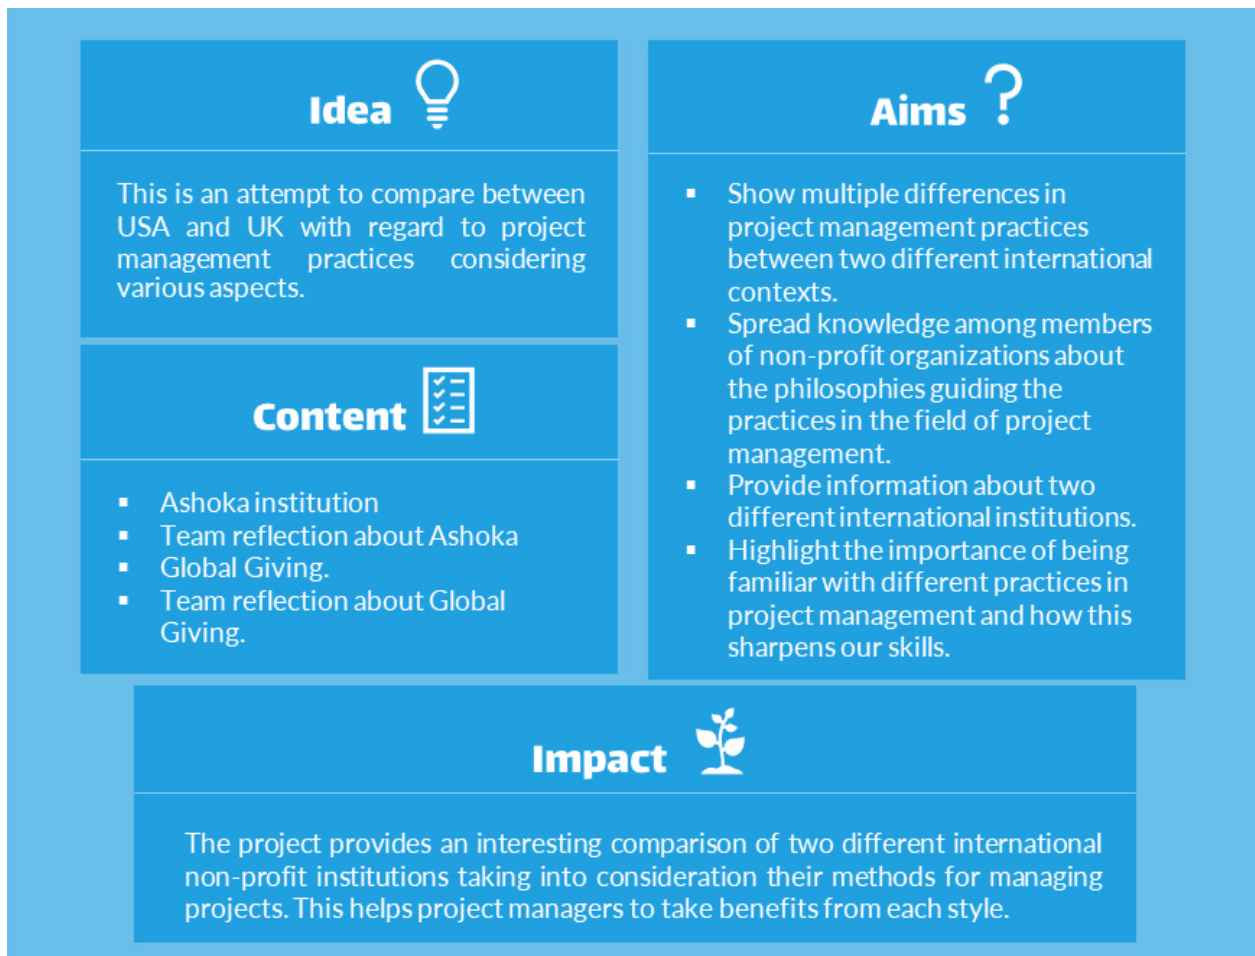 Idea
This is an attempt to compare between
USA and UK with regard to project
management practices considering
various aspects.
Content
▪ Ashoka institution
▪ Team reflection about Ashoka
▪ Global Giving.
▪ Team reflection about Global
Giving.
Aims
▪ Show multiple differences in
project management practices
between two different international
contexts.
▪ Spread knowledge among members
of non-profit organizations about
the philosophies guiding the
practices in the field of project
management.
▪ Provide information about two
different international institutions.
▪ Highlight the importance of being
familiar with different practices in
project management and how this
sharpens our skills.
Impact
The project provides an interesting comparison of two different international
non-profit institutions taking into consideration their methods for managing
projects. This helps project managers to take benefits from each style.